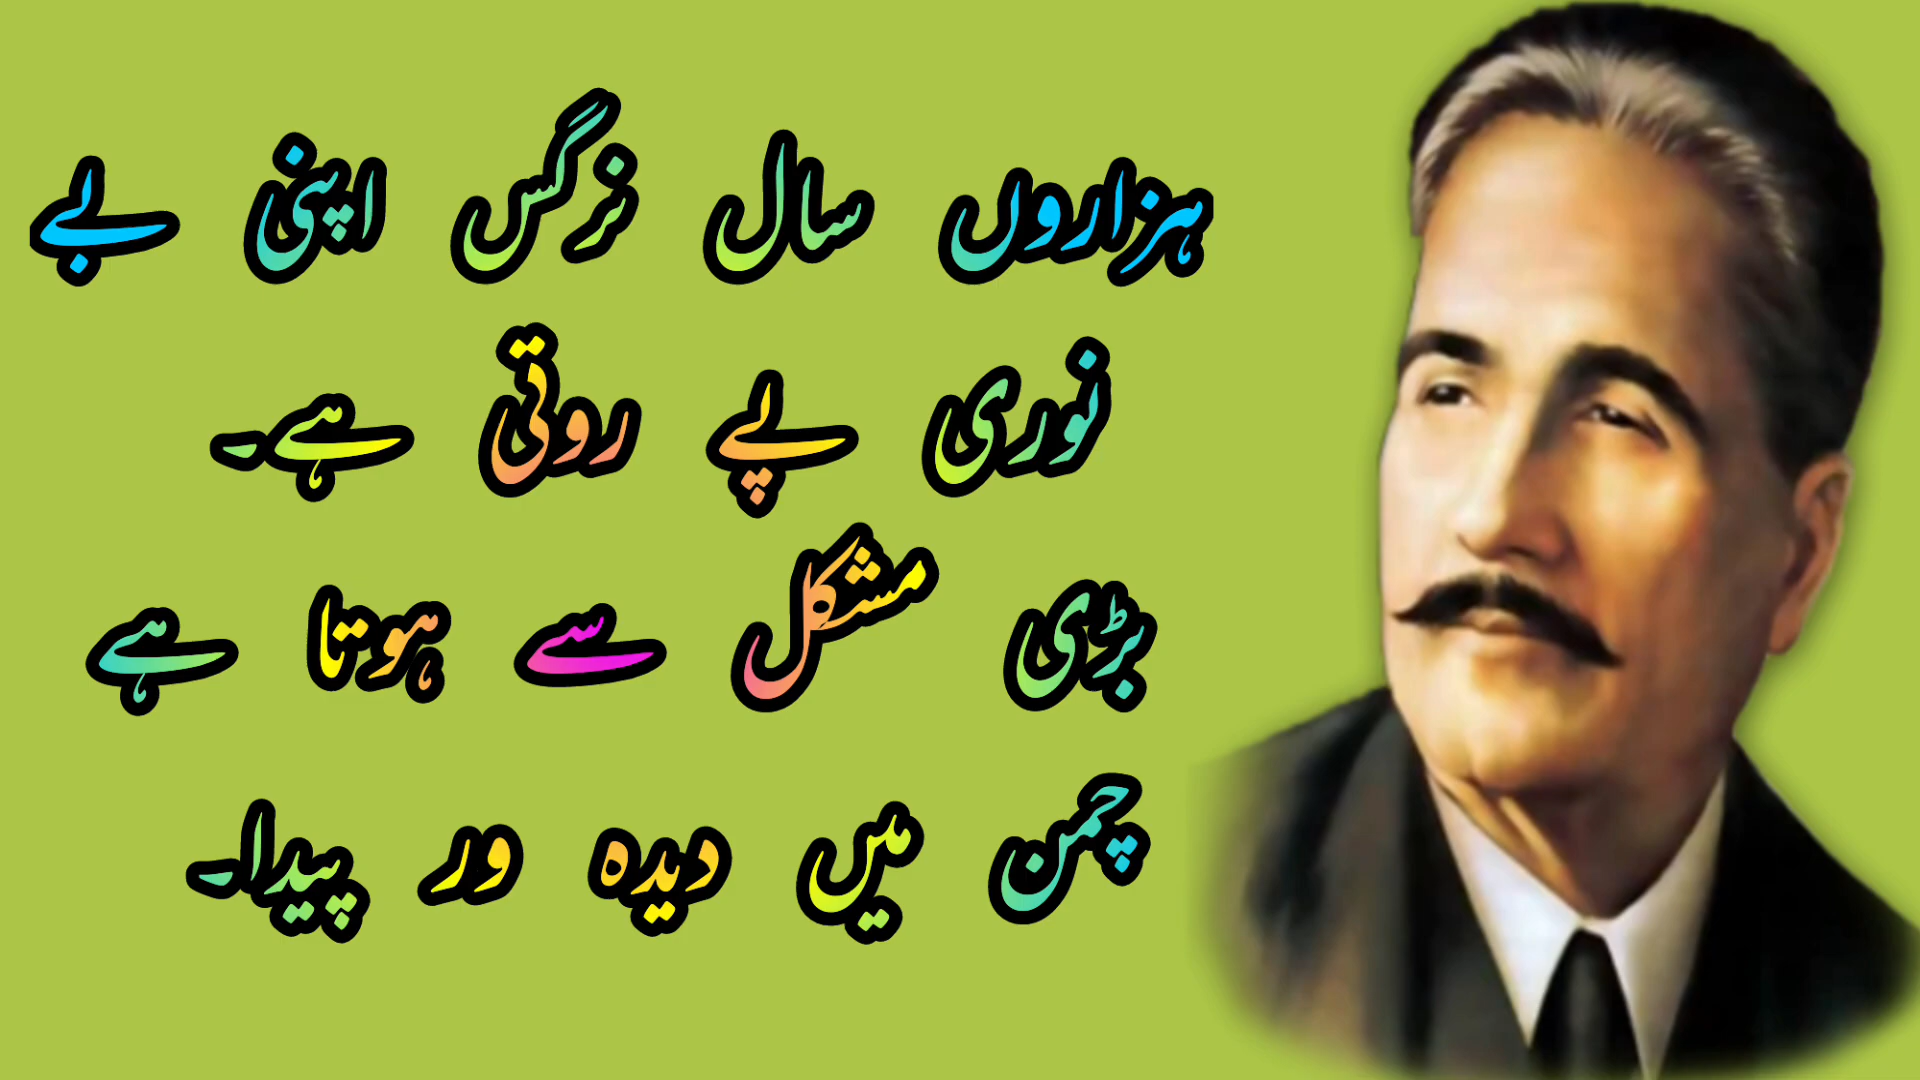 ہزاروں سال نرگس اپنی بے
نوری پے روتی ہے۔
بڑی مشکل سے ہوتا ہے
چمن میں دیدہ ور پیدا۔